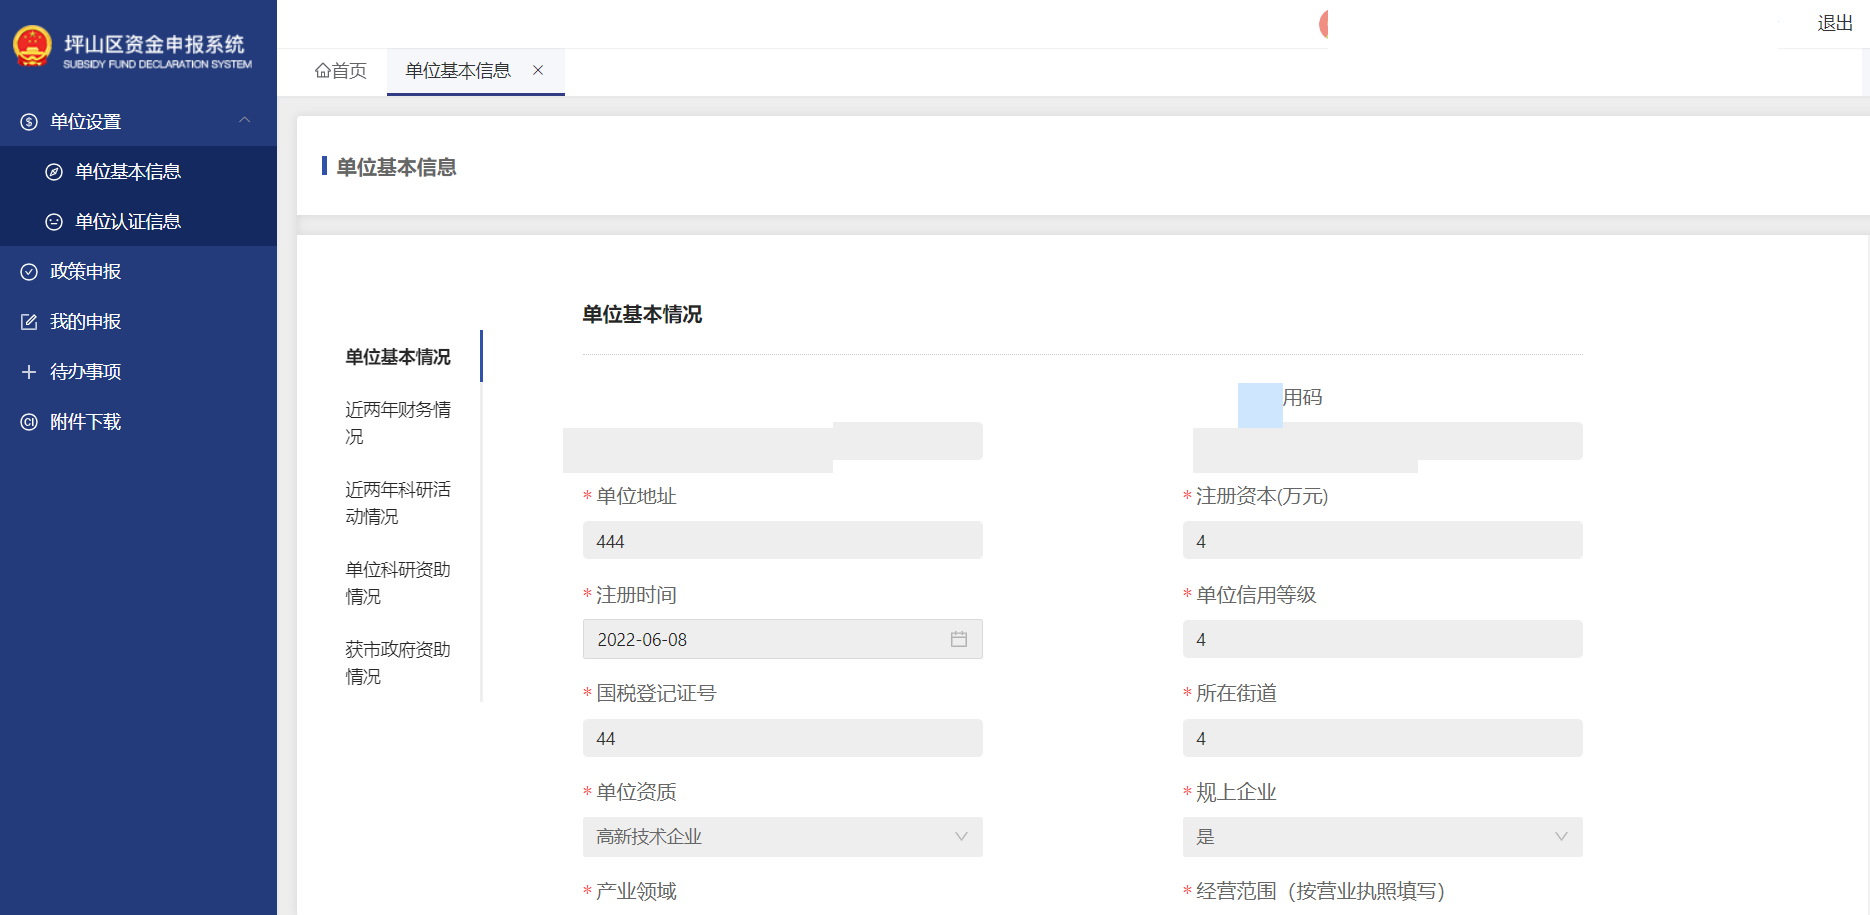 坪山区资金申报系统
SUBSIDY FUND DECLARATION SYSTEM
退出
首页
单位基本信息
单位设置
单位基本信息
单位认证信息
政策申报
我的申报
待办事项
附件下载
单位基本信息
单位基本情况
近两年财务情
况
近两年科研活
动情况
单位科研资助
情况
获市政府资助
情况
单位基本情况
用码
* 单位地址
444
* 注册资本(万元)
4
* 注册时间
2022-06-08
* 单位信用等级
4
* 国税登记证号
44
* 所在街道
4
* 单位资质
高新技术企业
* 规上企业
是
* 产业领域
* 经营范围（按营业执照填写）